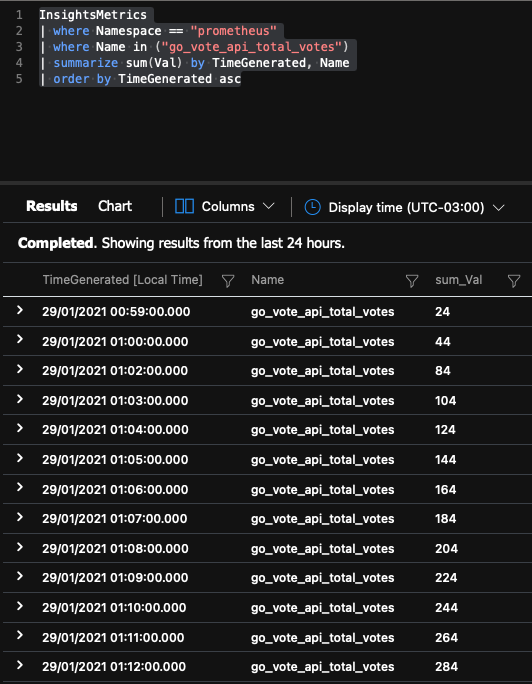 1 InsightsMetrics
2 | where Namespace == "prometheus"
3 | where Name in ("go_vote_api_total_votes")
4 | summarize sum(Val) by TimeGenerated, Name
5 | order by TimeGenerated asc
Results Chart Columns Display time (UTC-03:00)
Completed. Showing results from the last 24 hours.
TimeGenerated [Local Time] Name sum_Val
29/01/2021 00:59:00.000 go_vote_api_total_votes 24
29/01/2021 01:00:00.000 go_vote_api_total_votes 44
29/01/2021 01:02:00.000 go_vote_api_total_votes 84
29/01/2021 01:03:00.000 go_vote_api_total_votes 104
29/01/2021 01:04:00.000 go_vote_api_total_votes 124
29/01/2021 01:05:00.000 go_vote_api_total_votes 144
29/01/2021 01:06:00.000 go_vote_api_total_votes 164
29/01/2021 01:07:00.000 go_vote_api_total_votes 184
29/01/2021 01:08:00.000 go_vote_api_total_votes 204
29/01/2021 01:09:00.000 go_vote_api_total_votes 224
29/01/2021 01:10:00.000 go_vote_api_total_votes 244
29/01/2021 01:11:00.000 go_vote_api_total_votes 264
29/01/2021 01:12:00.000 go_vote_api_total_votes 284